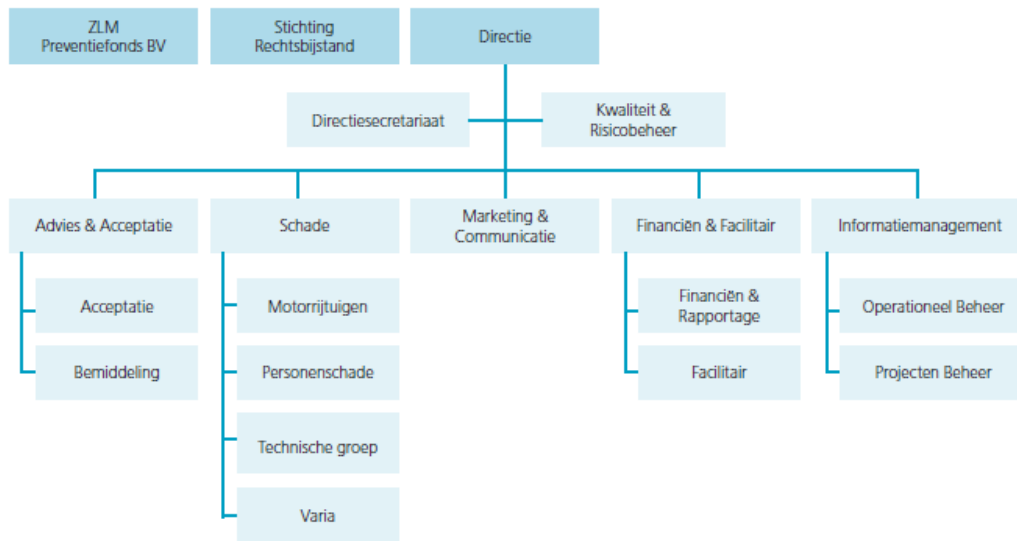 ZLM
Preventiefonds BV
Stichting
Rechtsbijstand
Directie
Directiesecretariaat
Kwaliteit &
Risicobeheer
Advies & Acceptatie
Schade
Marketing &
Communicatie
Financiën & Facilitair
Informatiemanagement
Acceptatie
Motorrijtuigen
Financiën &
Rapportage
Operationeel Beheer
Bemiddeling
Personenschade
Facilitair
Projecten Beheer
Technische groep
Varia